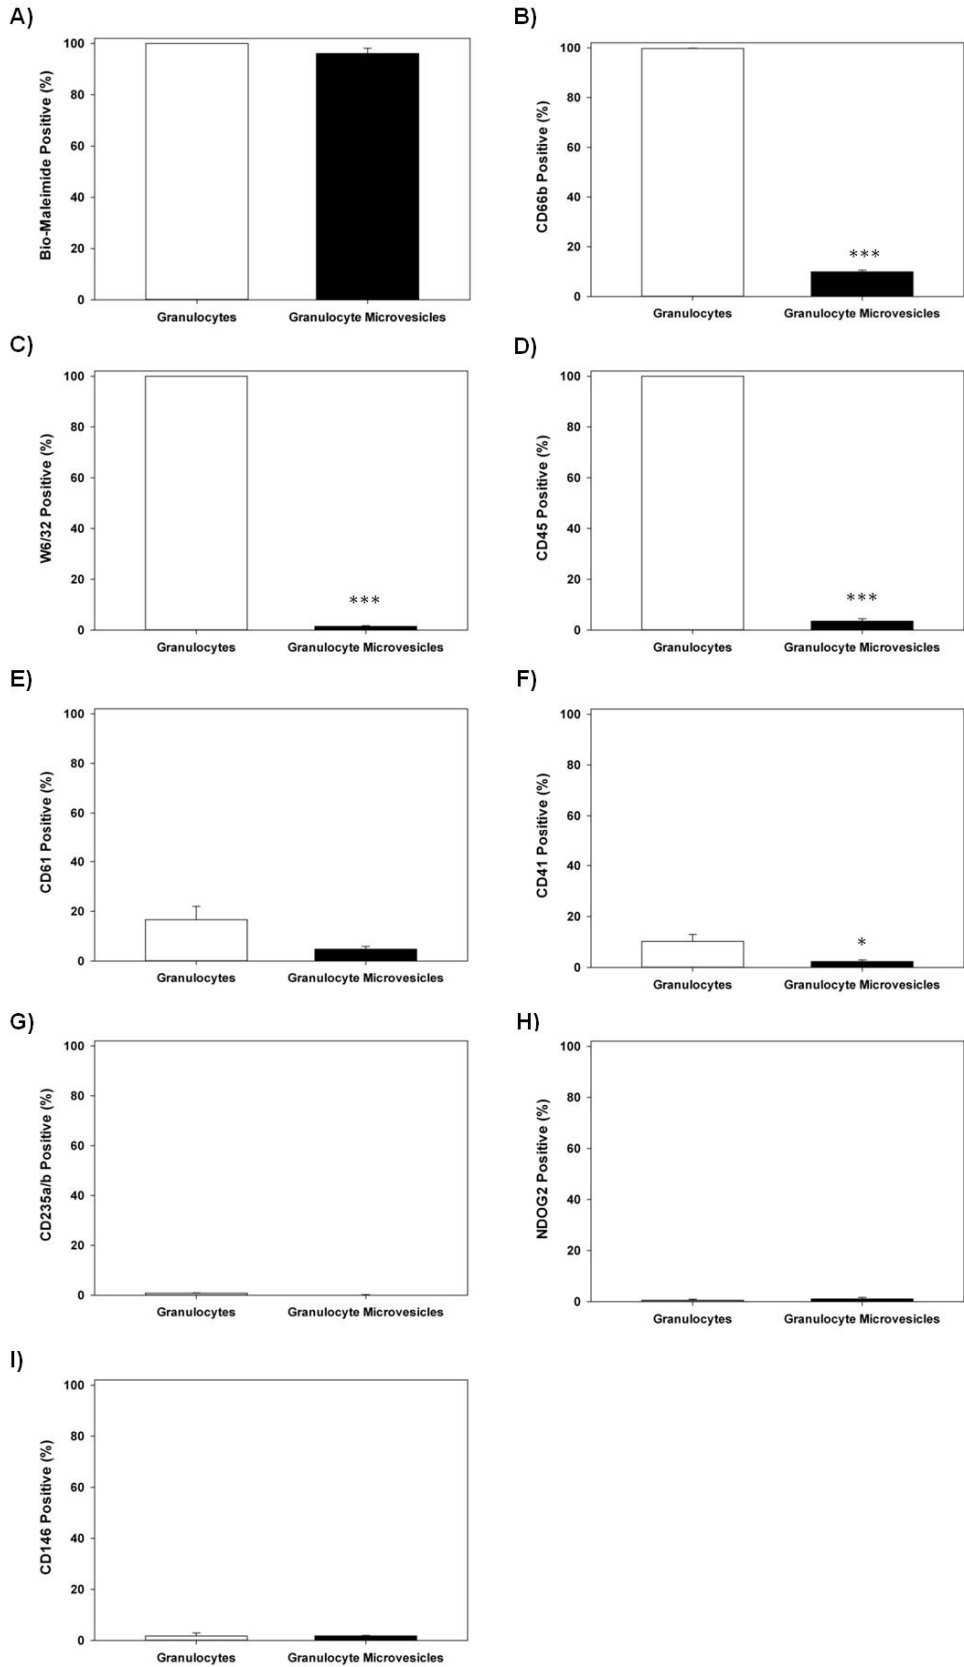 A)
Bio-Maleimide Positive (%)
100
80
60
40
20
0
Granulocytes
Granulocyte Microvesicles
B)
CD66b Positive (%)
100
80
60
40
20
0
***
Granulocytes
Granulocyte Microvesicles
C)
W6/32 Positive (%)
100
80
60
40
20
0
***
Granulocytes
Granulocyte Microvesicles
D)
CD45 Positive (%)
100
80
60
40
20
0
***
Granulocytes
Granulocyte Microvesicles
E)
CD61 Positive (%)
100
80
60
40
20
0
Granulocytes
Granulocyte Microvesicles
F)
CD41 Positive (%)
100
80
60
40
20
0
*
Granulocytes
Granulocyte Microvesicles
G)
CD235a/b Positive (%)
100
80
60
40
20
0
Granulocytes
Granulocyte Microvesicles
H)
NDOG2 Positive (%)
100
80
60
40
20
0
Granulocytes
Granulocyte Microvesicles
I)
CD146 Positive (%)
100
80
60
40
20
0
Granulocytes
Granulocyte Microvesicles